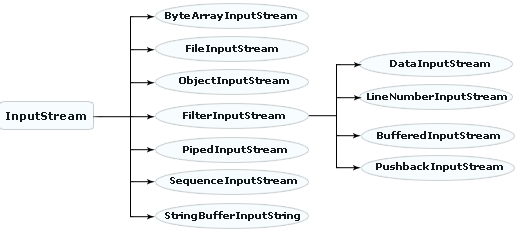 InputStream
ByteArrayInputStream
FileInputStream
ObjectInputStream
FilterInputStream
PipedInputStream
SequenceInputStream
StringBufferInputString
DataInputStream
LineNumberInputStream
BufferedInputStream
PushbackInputStream